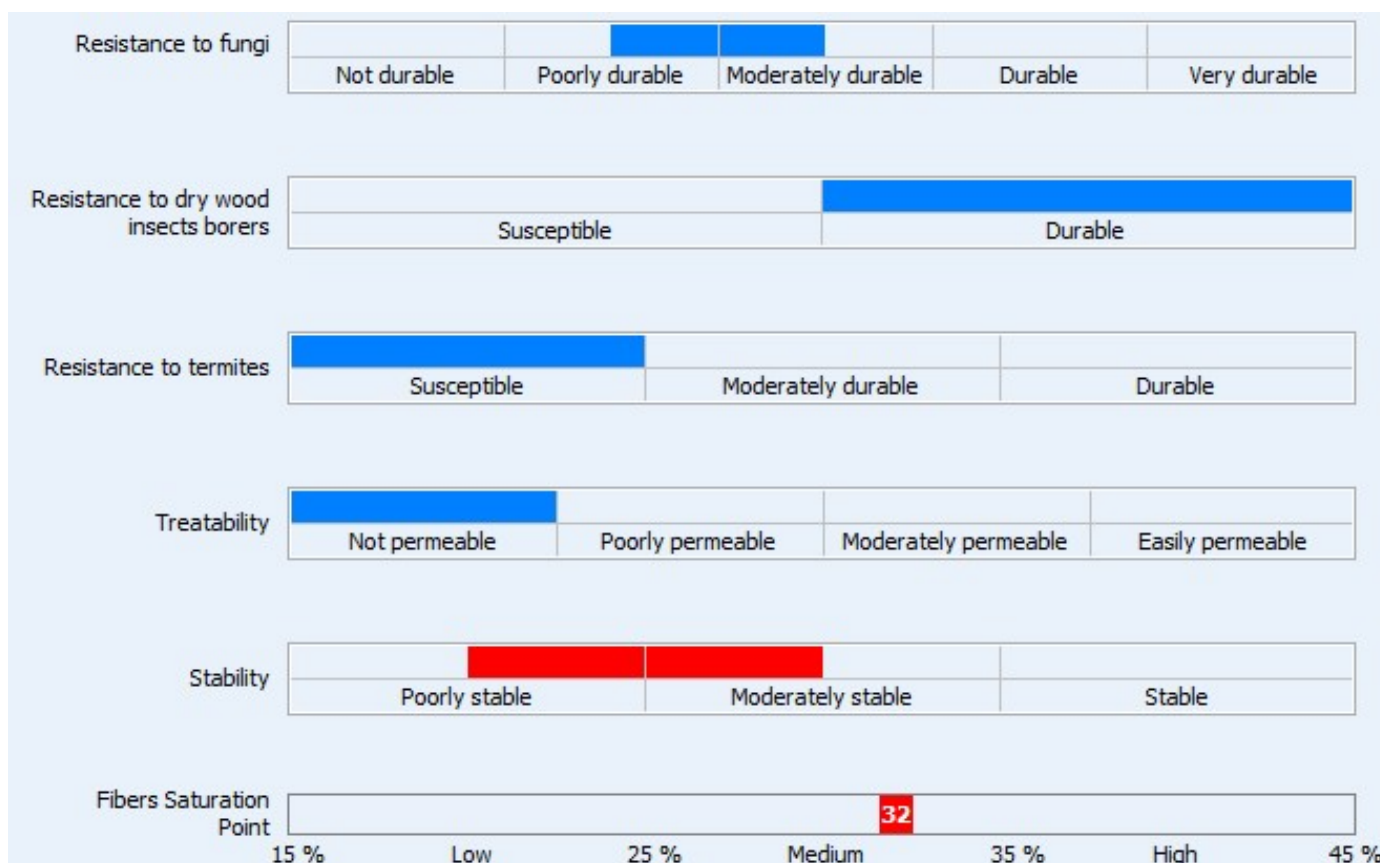 Resistance to fungi
Not durable Poorly durable Moderately durable Durable Very durable
Resistance to dry wood
insects borers
Susceptible Durable
Resistance to termites
Susceptible Moderately durable Durable
Treatability
Not permeable Poorly permeable Moderately permeable Easily permeable
Stability
Poorly stable Moderately stable Stable
Fibers Saturation
Point
32
15 % Low 25 % Medium 35 % High 45 %